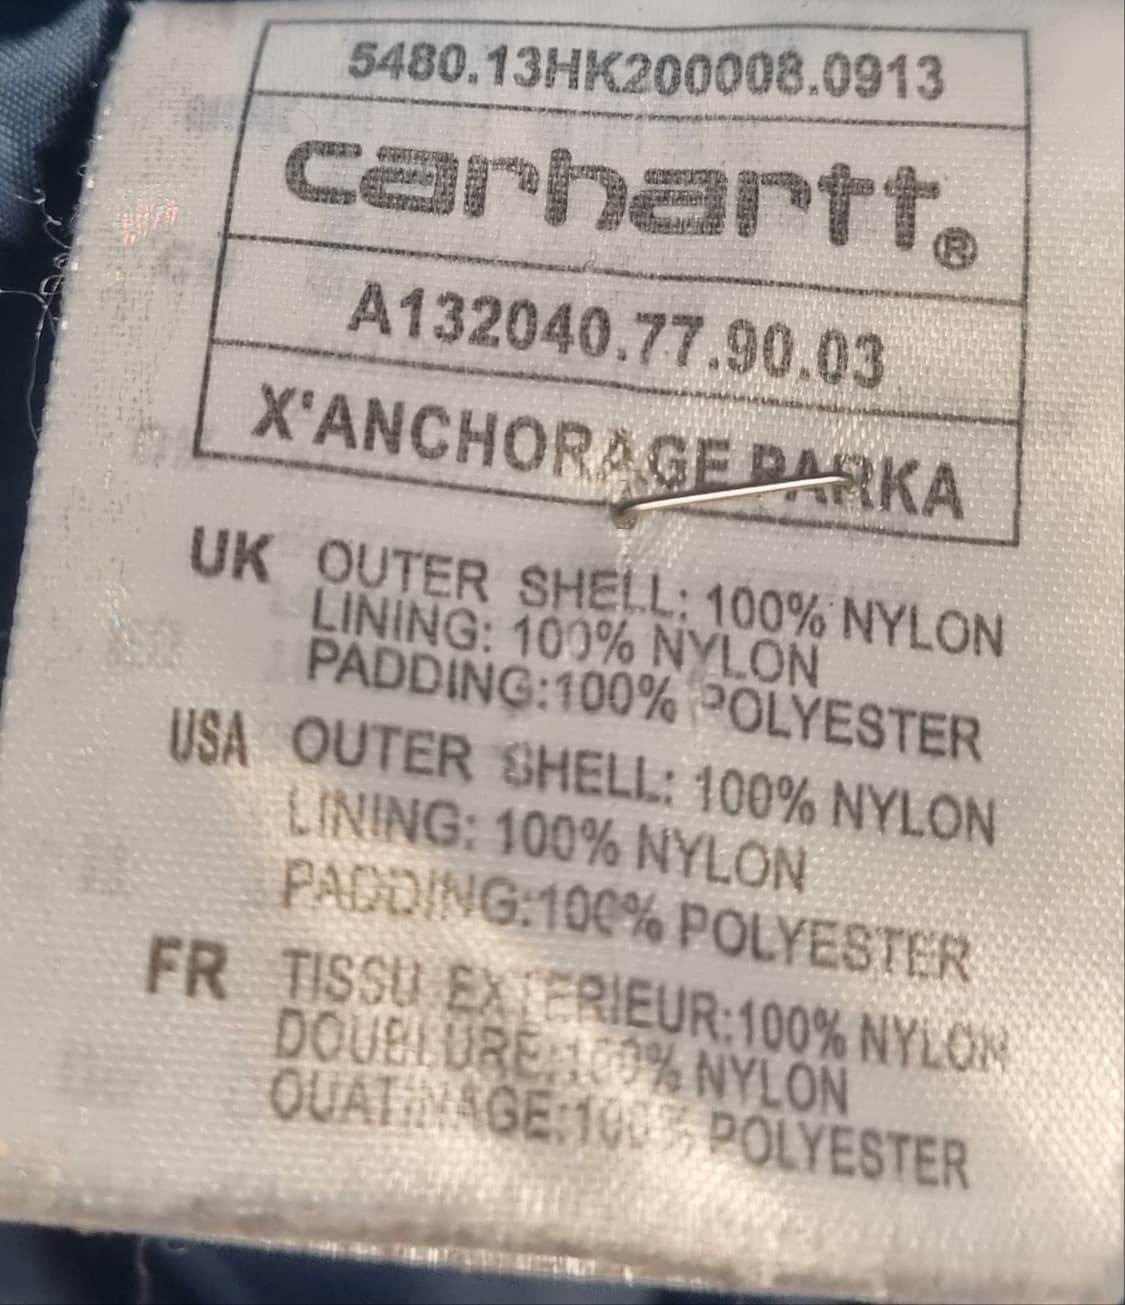 5480.13HK200008.0913
carhartt®
A132040.77.90.03
X'ANCHORAGE PARKA
UK OUTER SHELL: 100% NYLON
LINING: 100% NYLON
PADDING:100% POLYESTER
USA OUTER SHELL: 100% NYLON
LINING: 100% NYLON
PADDING:100% POLYESTER
FR TISSU EXTERIEUR:100% NYLON
DOUBLURE:100% NYLON
OUATINAGE:100% POLYESTER